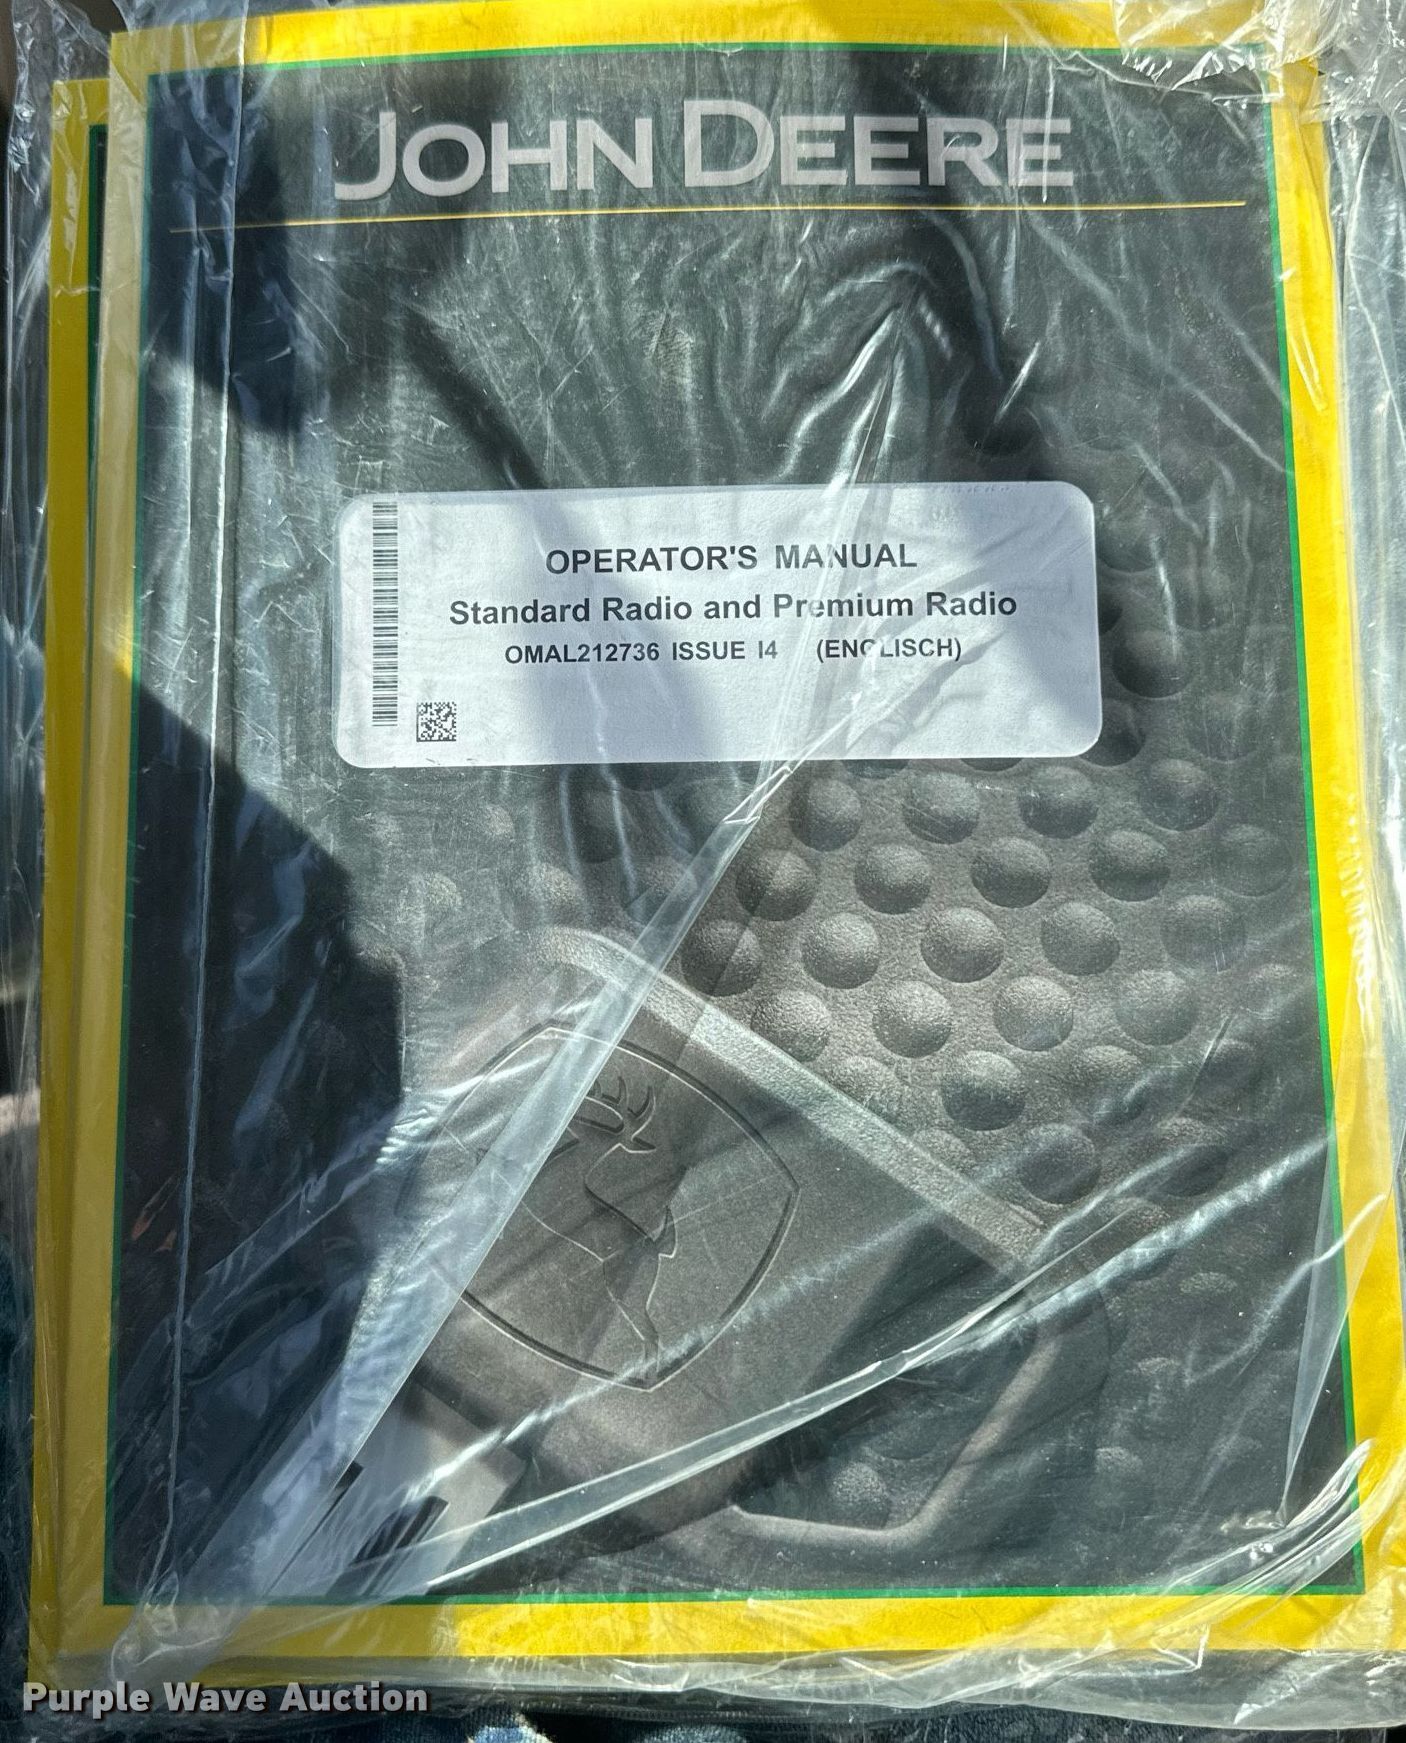 JOHN DEERE
OPERATOR'S MANUAL
Standard Radio and Premium Radio
OMAL212736 ISSUE I4 (ENGLISCH)
Purple Wave Auction